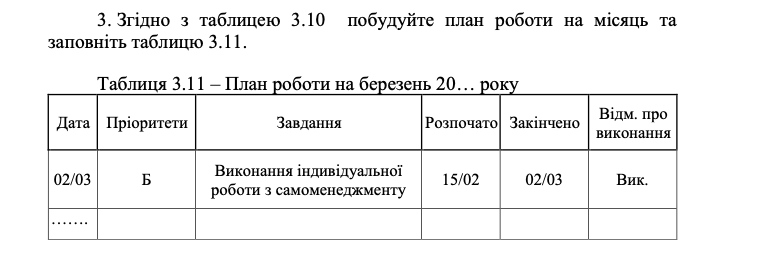 3. Згідно з таблицею 3.10 побудуйте план роботи на місяць та
заповніть таблицю 3.11.
Таблиця 3.11 – План роботи на березень 20… року
Дата Пріоритети Завдання Розпочато Закінчено Відм. про
виконання
02/03 Б Виконання індивідуальної
роботи з самоменеджменту 15/02 02/03 Вик.
…….